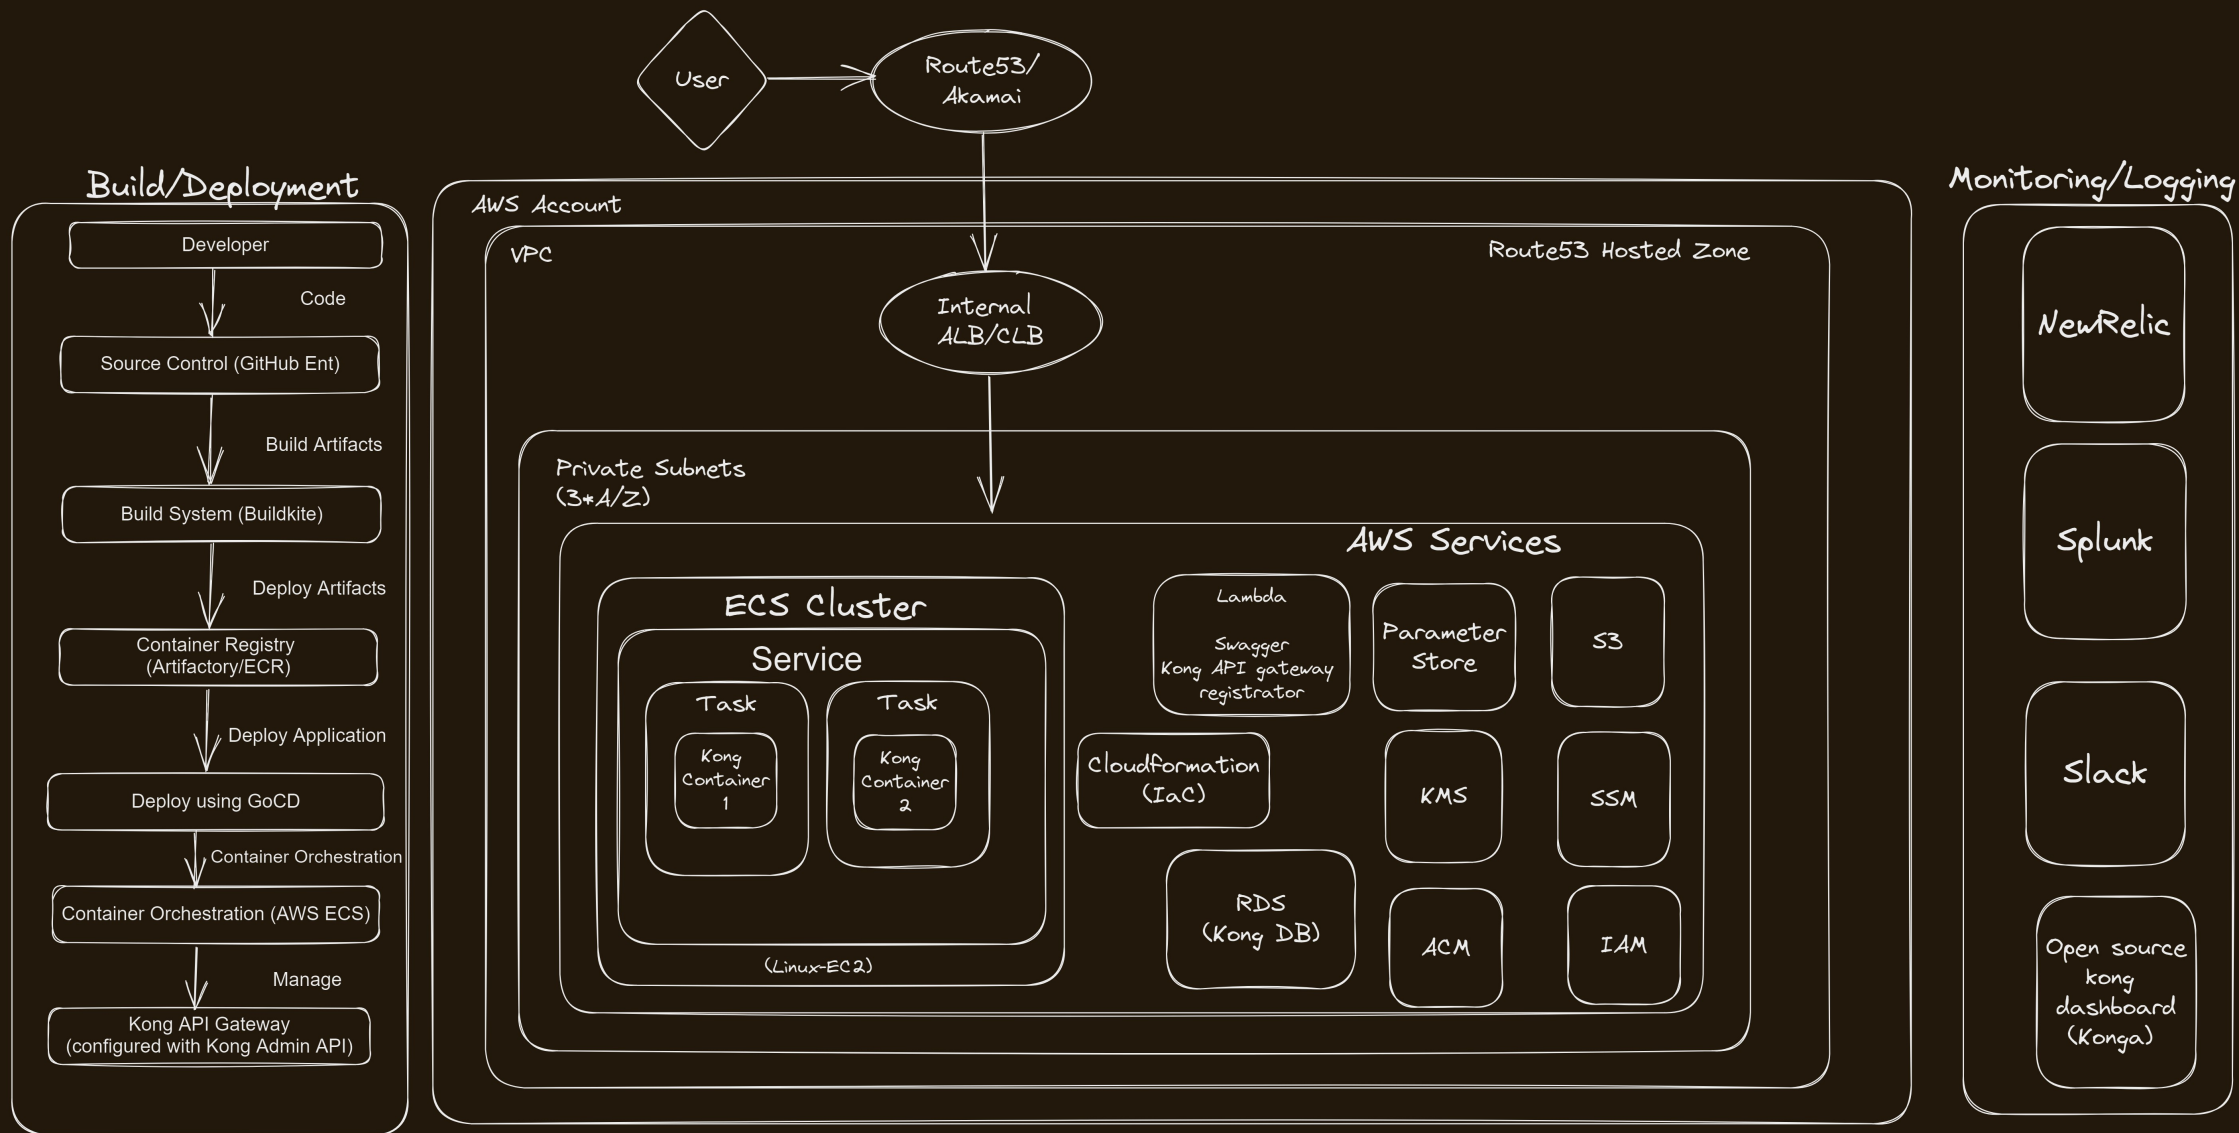 User
Route53/
Akamai
Build/Deployment
Developer
Code
Source Control (GitHub Ent)
Build Artifacts
Build System (Buildkite)
Deploy Artifacts
Container Registry
(Artifactory/ECR)
Deploy Application
Deploy using GoCD
Container Orchestration
Container Orchestration (AWS ECS)
Manage
Kong API Gateway
(configured with Kong Admin API)
AWS Account
VPC
Route53 Hosted Zone
Internal
ALB/CLB
Private Subnets
(3*A/Z)
AWS Services
ECS Cluster
Service
Task
Kong
Container
1
Task
Kong
Container
2
(Linux-EC2)
Lambda
Swagger
Kong API gateway
registrator
Parameter
Store
S3
Cloudformation
(IaC)
KMS
SSM
RDS
(Kong DB)
ACM
IAM
Monitoring/Logging
NewRelic
Splunk
Slack
Open source
kong
dashboard
(Konga)